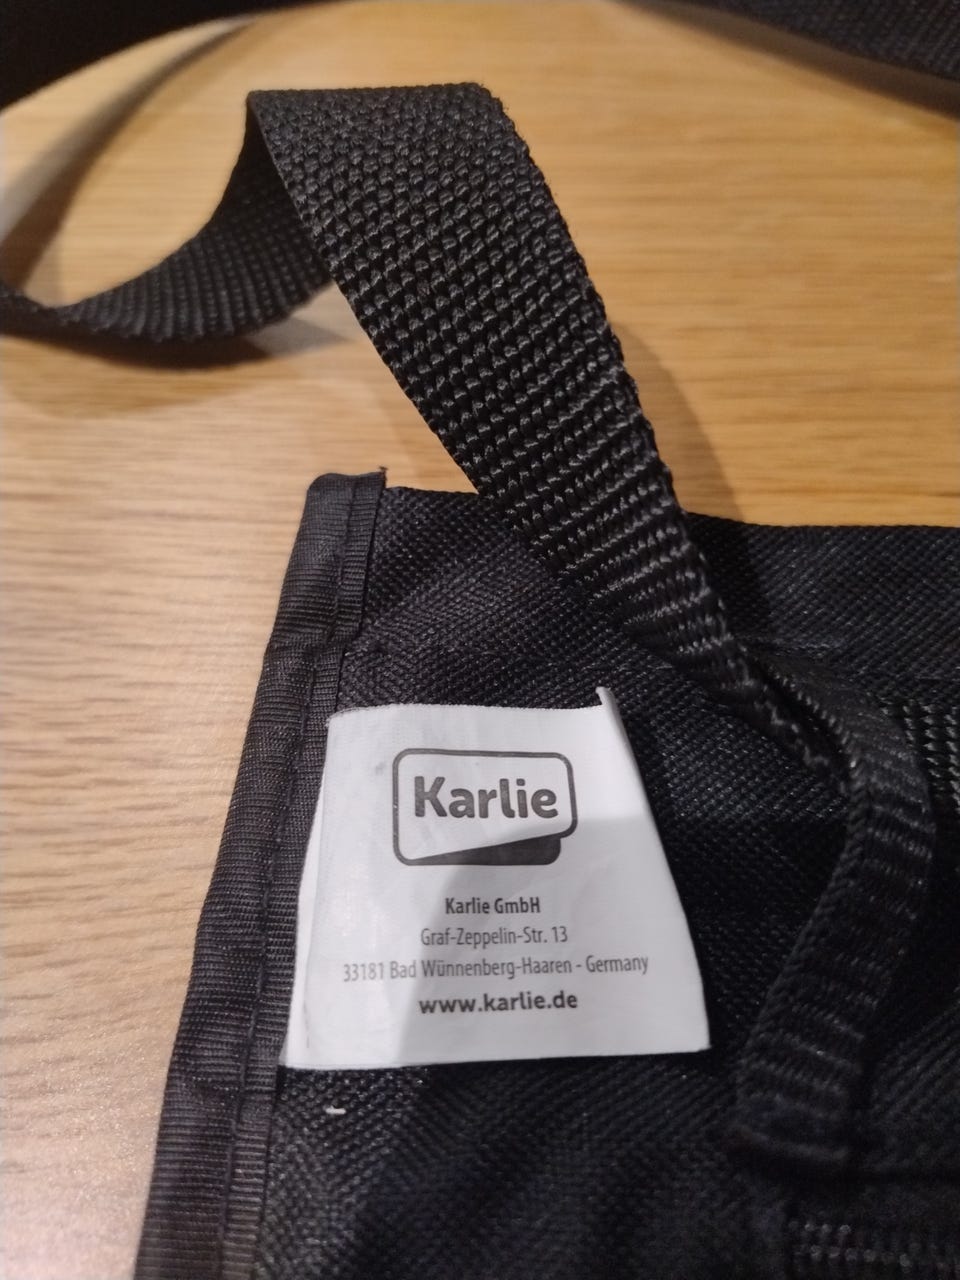 Karlie
Karlie GmbH
Graf-Zeppelin-Str. 13
33181 Bad Wünnenberg-Haaren - Germany
www.karlie.de